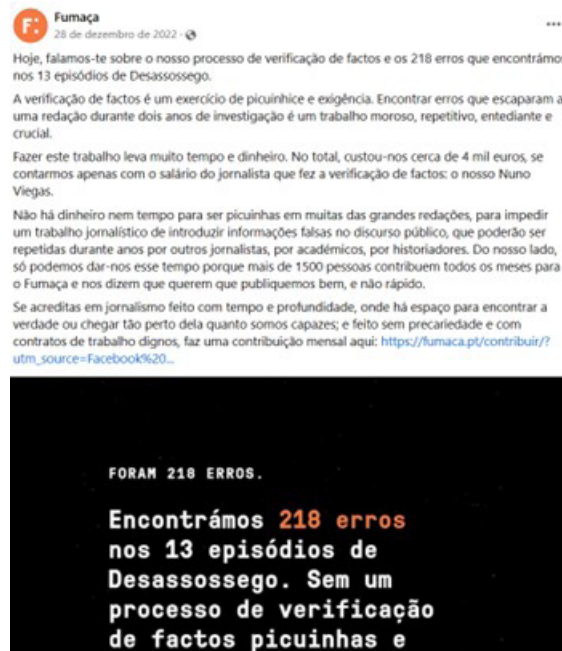 F:
Fumaça
28 de dezembro de 2022 ·
Hoje, falamos-te sobre o nosso processo de verificação de factos e os 218 erros que encontrámos
nos 13 episódios de Desassossego.
A verificação de factos é um exercício de picuinhice e exigência. Encontrar erros que escaparam a
uma redação durante dois anos de investigação é um trabalho moroso, repetitivo, entediante e
crucial.
Fazer este trabalho leva muito tempo e dinheiro. No total, custou-nos cerca de 4 mil euros, se
contarmos apenas com o salário do jornalista que fez a verificação de factos: o nosso Nuno
Viegas.
Não há dinheiro nem tempo para ser picuinhas em muitas das grandes redações, para impedir
um trabalho jornalístico de introduzir informações falsas no discurso público, que poderão ser
repetidas durante anos por outros jornalistas, por académicos, por historiadores. Do nosso lado,
só podemos dar-nos esse tempo porque mais de 1500 pessoas contribuem todos os meses para
o Fumaça e nos dizem que querem que publiquemos bem, e não rápido.
Se acreditas em jornalismo feito com tempo e profundidade, onde há espaço para encontrar a
verdade ou chegar tão perto dela quanto somos capazes; e feito sem precariedade e com
contratos de trabalho dignos, faz uma contribuição mensal aqui: https://fumaca.pt/contribuir/?
utm_source=Facebook%20...
FORAM 218 ERROS.
Encontrámos 218 erros
nos 13 episódios de
Desassossego. Sem um
processo de verificação
de factos picuinhas e